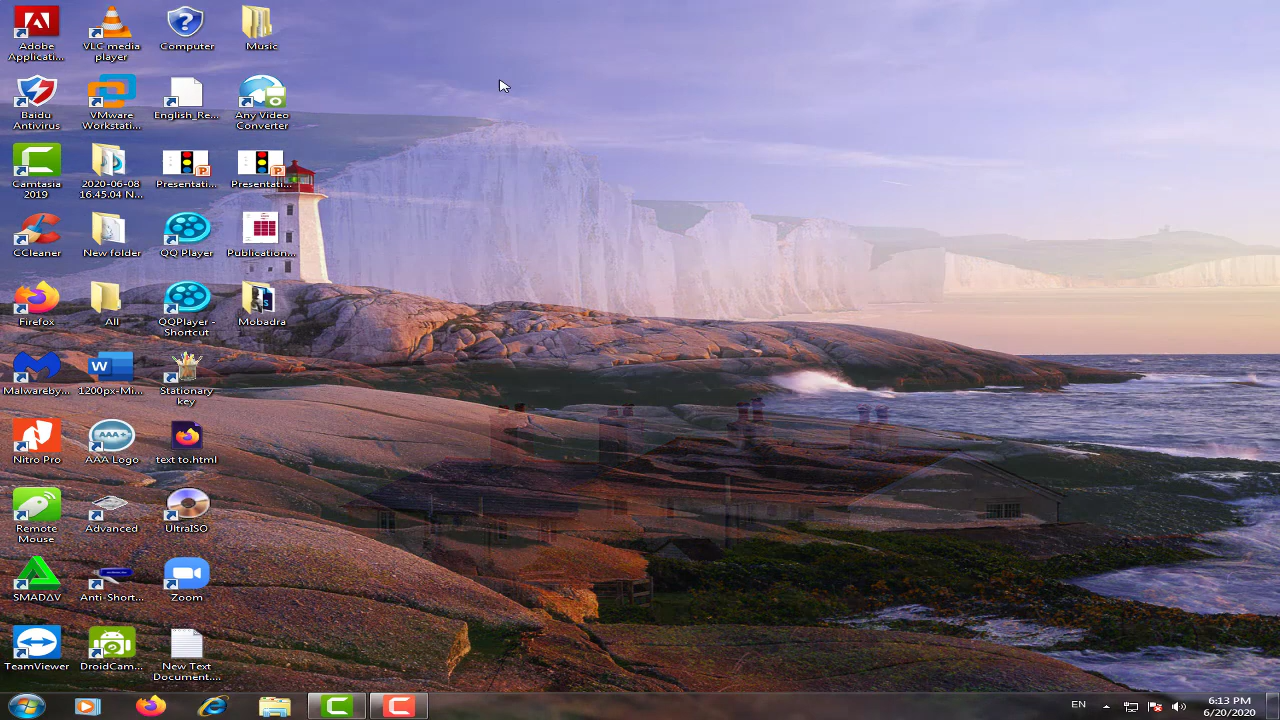 Adobe
Applicati...
VLC media
player
Computer
Music
Baidu
Antivirus
VMware
Workstati...
English_Re...
Any Video
Converter
Camtasia
2019
2020-06-08
16.45.04 N...
Presentati...
Presentati...
CCleaner
New folder
QQ Player
Publication...
Firefox
All
QQPlayer -
Shortcut
Mobadra
Malwareby...
1200px-Mi...
Stationary
key
Nitro Pro
AAA Logo
text to.html
Remote
Mouse
Advanced
UltraISO
SMADΔV
Anti-Short...
Zoom
TeamViewer
DroidCam...
New Text
Document....
EN
6:13 PM
6/20/2020